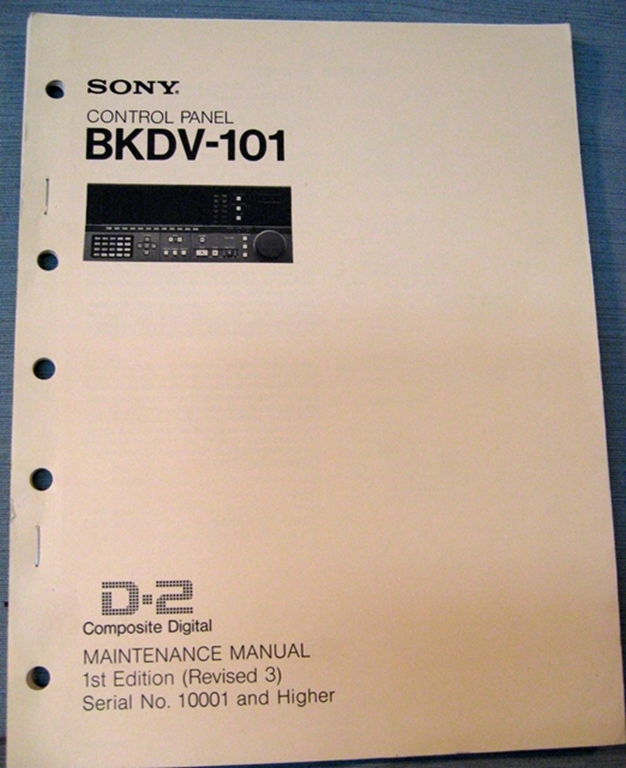 SONY®
CONTROL PANEL
BKDV-101
D-2
Composite Digital
MAINTENANCE MANUAL
1st Edition (Revised 3)
Serial No. 10001 and Higher